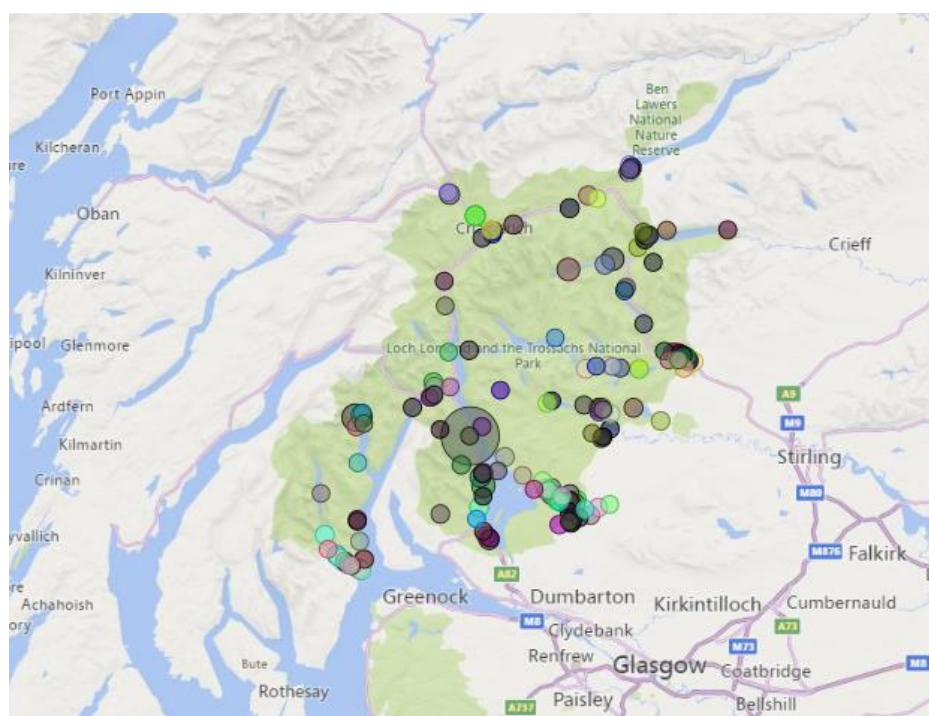 Port Appin
Ben
Lawers
National
Nature
Reserve
Kilcheran
Oban
Crieff
Kilninver
Glenmore
Loch Lomond and the Trossachs National
Park
Ardfern
A9
Kilmartin
M9
Stirling
Crinan
M80
M876
Falkirk
A82
Achahoish
Greenock
Dumbarton
Kirkintilloch
Cumbernauld
M8
Clydebank
A73
M73
Bute
Renfrew
Glasgow
Coatbridge
M8
Rothesay
Paisley
A737
Bellshill